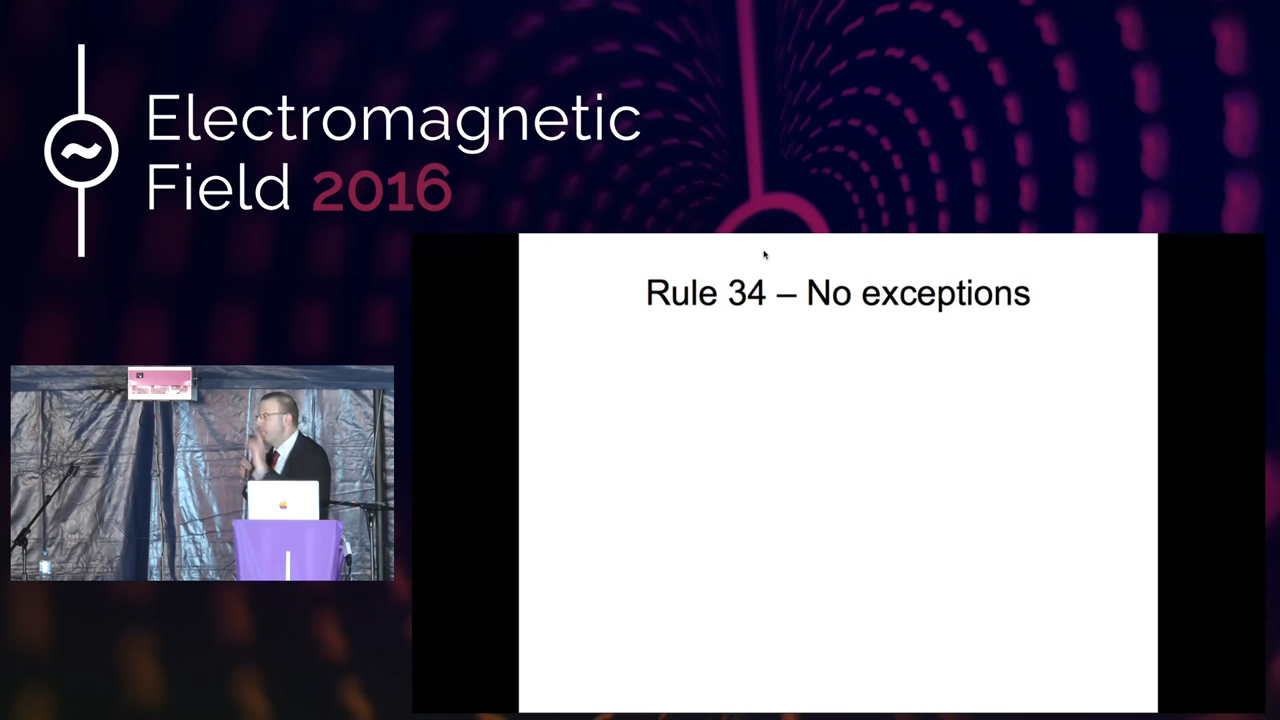 Electromagnetic
Field 2016
Rule 34 – No exceptions